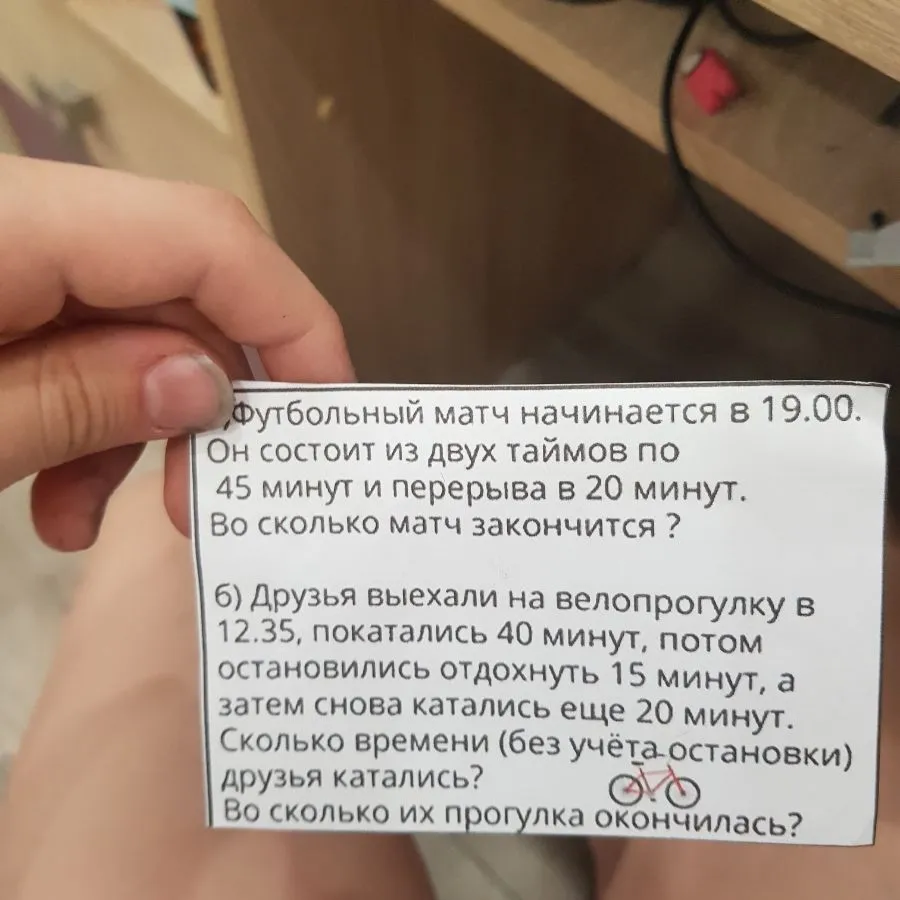 Футбольный матч начинается в 19.00.
Он состоит из двух таймов по
45 минут и перерыва в 20 минут.
Во сколько матч закончится ?
б) Друзья выехали на велопрогулку в
12.35, покатались 40 минут, потом
остановились отдохнуть 15 минут, а
затем снова катались еще 20 минут.
Сколько времени (без учёта остановки)
друзья катались?
Во сколько их прогулка окончилась?